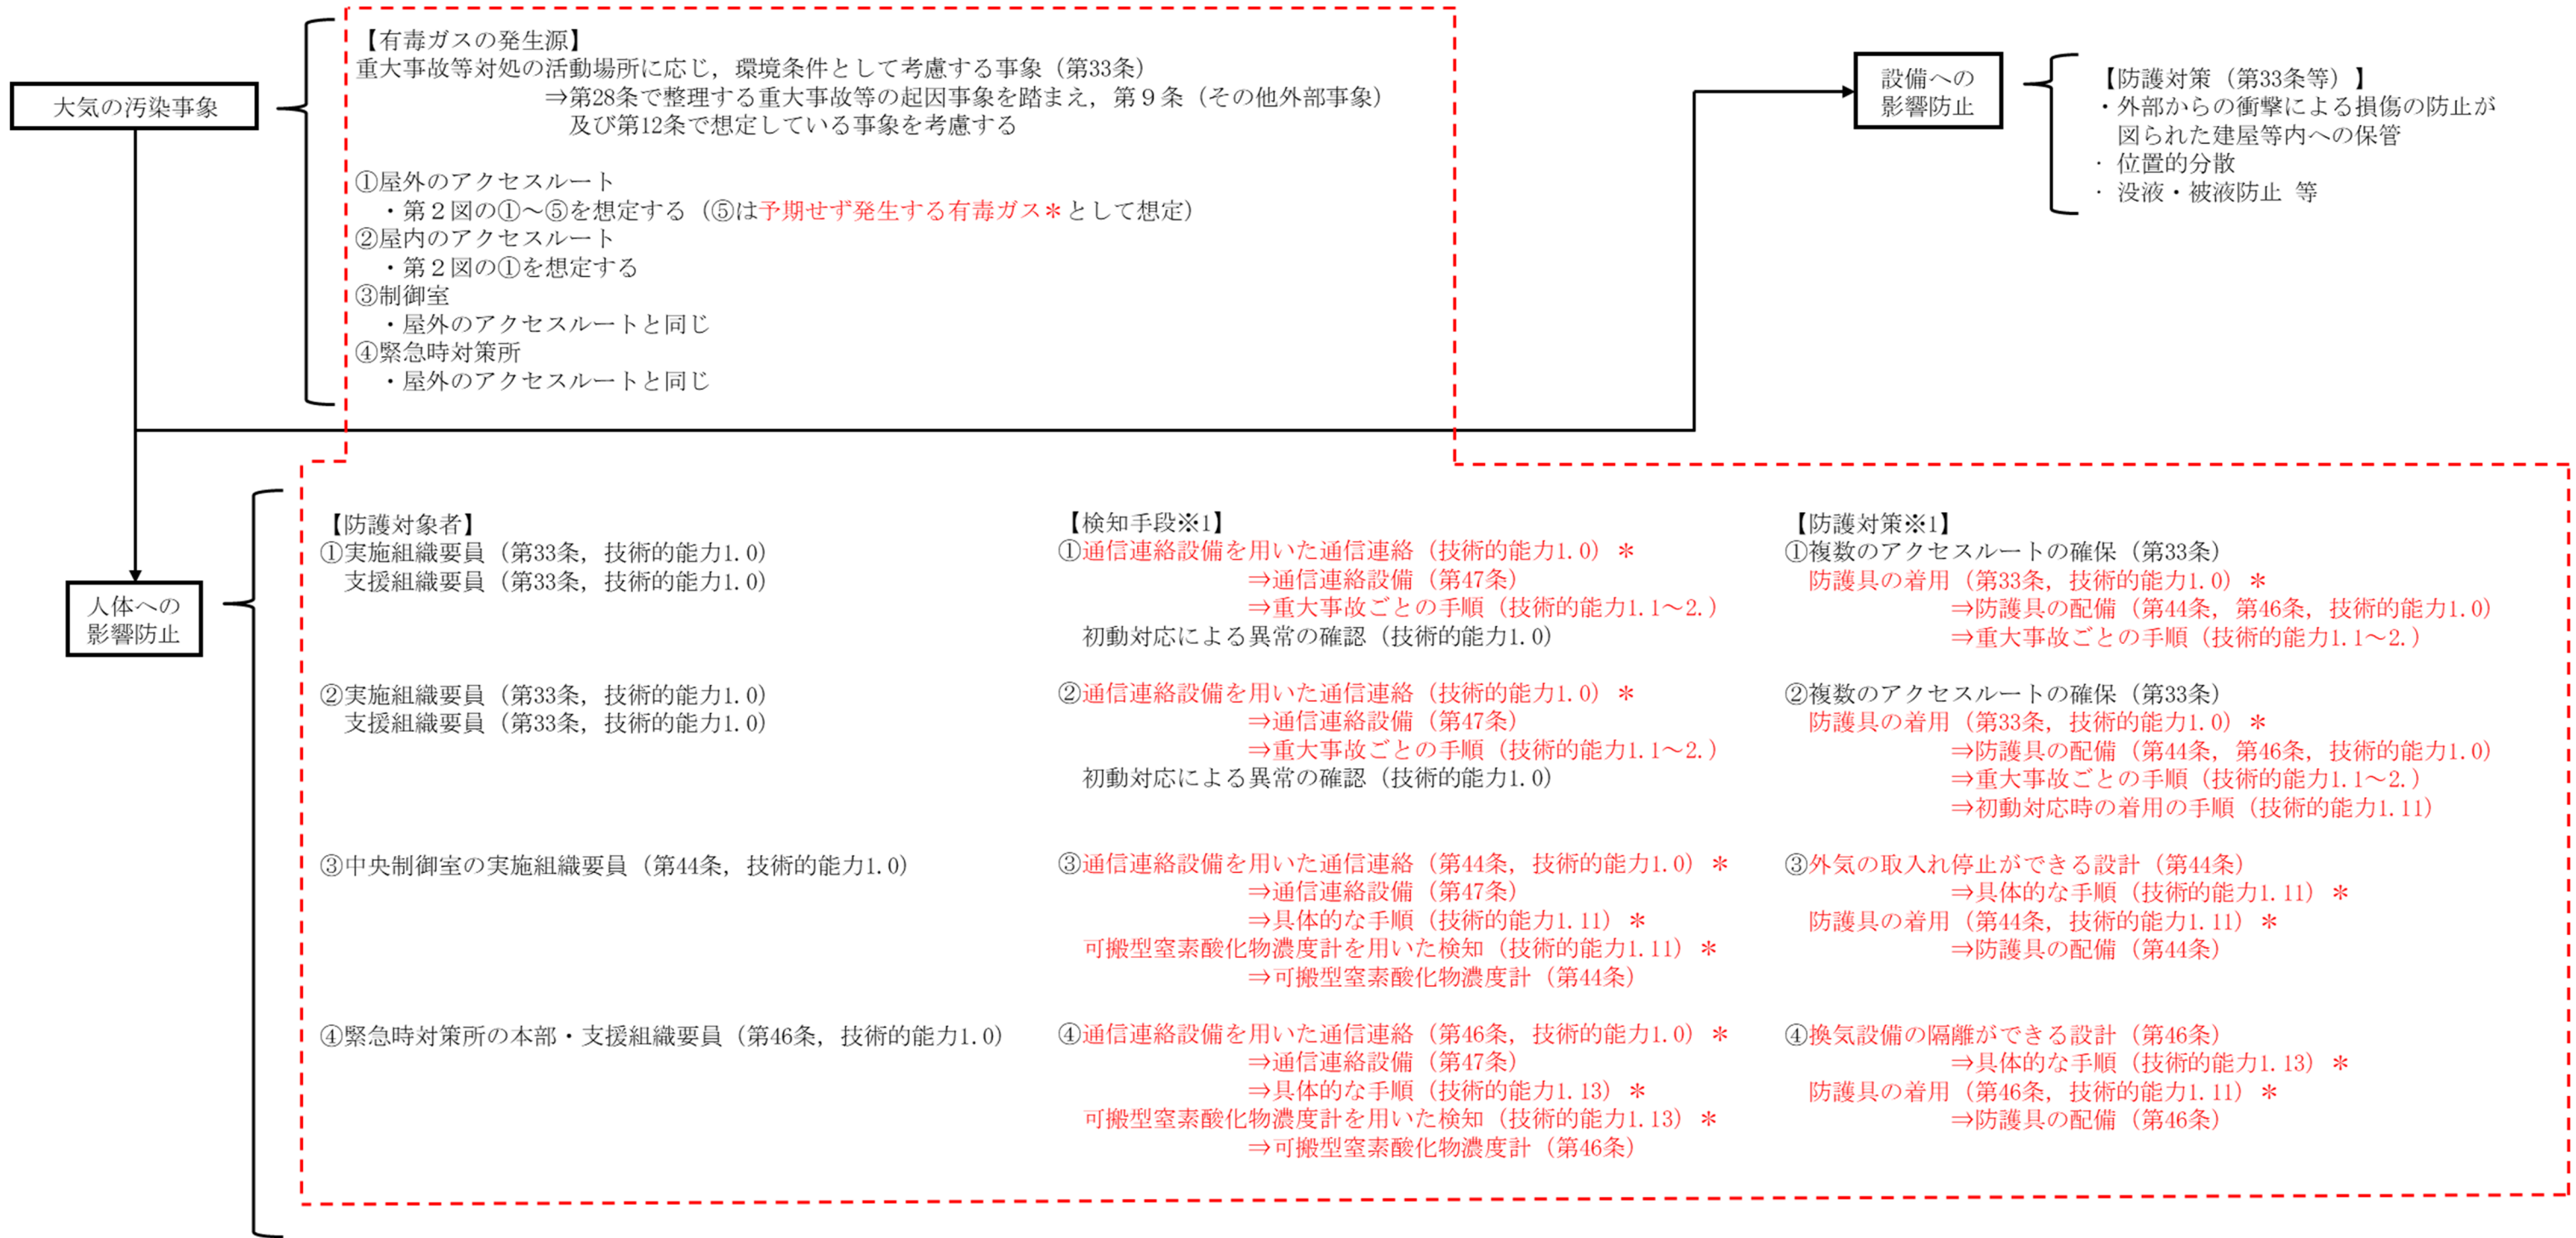 大気の汚染事象
【有毒ガスの発生源】
重大事故等対処の活動場所に応じ，環境条件として考慮する事象（第33条）
⇒第28条で整理する重大事故等の起因事象を踏まえ，第９条（その他外部事象）
及び第12条で想定している事象を考慮する
①屋外のアクセスルート
・第２図の①～⑤を想定する（⑤は予期せず発生する有毒ガス＊として想定）
②屋内のアクセスルート
・第２図の①を想定する
③制御室
・屋外のアクセスルートと同じ
④緊急時対策所
・屋外のアクセスルートと同じ
設備への
影響防止
【防護対策（第33条等）】
・外部からの衝撃による損傷の防止が
図られた建屋等内への保管
・位置的分散
・没液・被液防止 等
人体への
影響防止
【防護対象者】
①実施組織要員（第33条，技術的能力1.0）
支援組織要員（第33条，技術的能力1.0）
②実施組織要員（第33条，技術的能力1.0）
支援組織要員（第33条，技術的能力1.0）
③中央制御室の実施組織要員（第44条，技術的能力1.0）
④緊急時対策所の本部・支援組織要員（第46条，技術的能力1.0）
【検知手段※1】
①通信連絡設備を用いた通信連絡（技術的能力1.0）＊
⇒通信連絡設備（第47条）
⇒重大事故ごとの手順（技術的能力1.1～2.）
初動対応による異常の確認（技術的能力1.0）
②通信連絡設備を用いた通信連絡（技術的能力1.0）＊
⇒通信連絡設備（第47条）
⇒重大事故ごとの手順（技術的能力1.1～2.）
初動対応による異常の確認（技術的能力1.0）
③通信連絡設備を用いた通信連絡（第44条，技術的能力1.0）＊
⇒通信連絡設備（第47条）
⇒具体的な手順（技術的能力1.11）＊
可搬型窒素酸化物濃度計を用いた検知（技術的能力1.11）＊
⇒可搬型窒素酸化物濃度計（第44条）
④通信連絡設備を用いた通信連絡（第46条，技術的能力1.0）＊
⇒通信連絡設備（第47条）
⇒具体的な手順（技術的能力1.13）＊
可搬型窒素酸化物濃度計を用いた検知（技術的能力1.13）＊
⇒可搬型窒素酸化物濃度計（第46条）
【防護対策※1】
①複数のアクセスルートの確保（第33条）
防護具の着用（第33条，技術的能力1.0）＊
⇒防護具の配備（第44条，第46条，技術的能力1.0）
⇒重大事故ごとの手順（技術的能力1.1～2.）
②複数のアクセスルートの確保（第33条）
防護具の着用（第33条，技術的能力1.0）＊
⇒防護具の配備（第44条，第46条，技術的能力1.0）
⇒重大事故ごとの手順（技術的能力1.1～2.）
⇒初動対応時の着用の手順（技術的能力1.11）
③外気の取入れ停止ができる設計（第44条）
⇒具体的な手順（技術的能力1.11）＊
防護具の着用（第44条，技術的能力1.11）＊
⇒防護具の配備（第44条）
④換気設備の隔離ができる設計（第46条）
⇒具体的な手順（技術的能力1.13）＊
防護具の着用（第46条，技術的能力1.11）＊
⇒防護具の配備（第46条）